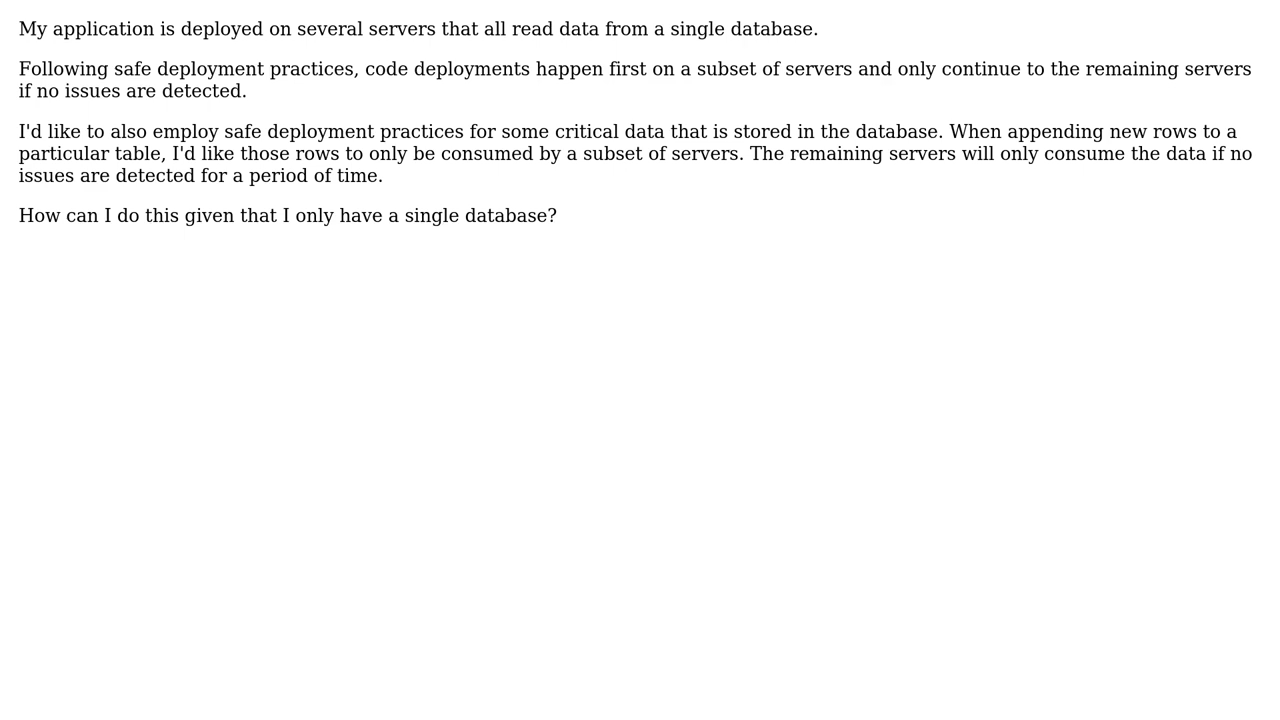 My application is deployed on several servers that all read data from a single database.
Following safe deployment practices, code deployments happen first on a subset of servers and only continue to the remaining servers
if no issues are detected.
I'd like to also employ safe deployment practices for some critical data that is stored in the database. When appending new rows to a
particular table, I'd like those rows to only be consumed by a subset of servers. The remaining servers will only consume the data if no
issues are detected for a period of time.
How can I do this given that I only have a single database?